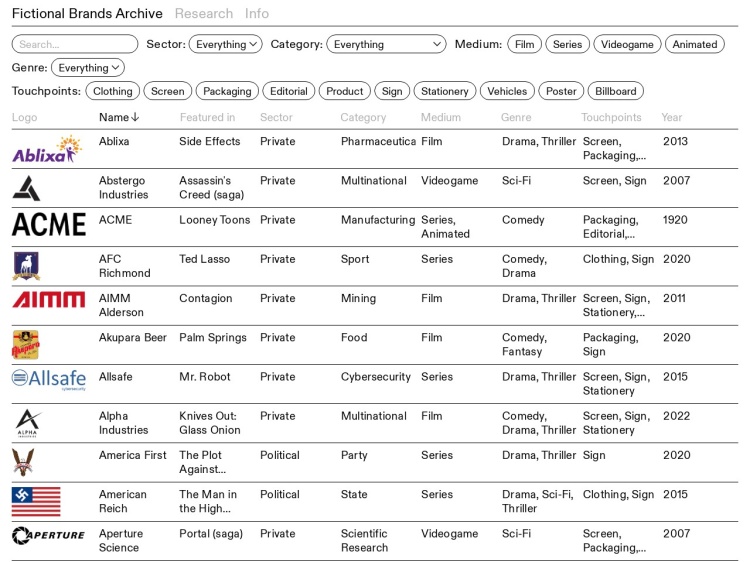 Fictional Brands Archive Research Info
Search... Sector: Everything Category: Everything Medium: Film Series Videogame Animated
Genre: Everything
Touchpoints: Clothing Screen Packaging Editorial Product Sign Stationery Vehicles Poster Billboard
Logo Name↓ Featured in Sector Category Medium Genre Touchpoints Year
Ablixa Ablixa Side Effects Private Pharmaceutica Film Drama, Thriller Screen, 2013
Packaging,...
Abstergo Assassin's Private Multinational Videogame Sci-Fi Screen, Sign 2007
Industries Creed (saga)
ACME ACME Looney Toons Private Manufacturing Series, Comedy Packaging, 1920
Animated Editorial,...
AFC Ted Lasso Private Sport Series Comedy, Clothing, Sign 2020
Richmond Drama
AIMM AIMM Contagion Private Mining Film Drama, Thriller Screen, Sign, 2011
Alderson Stationery,...
Akupara Beer Palm Springs Private Food Film Comedy, Packaging, 2020
Fantasy Sign
Allsafe Allsafe Mr. Robot Private Cybersecurity Series Drama, Thriller Screen, Sign, 2015
cybersecurity Stationery
Alpha Knives Out: Private Multinational Film Comedy, Screen, Sign, 2022
ALPHA Industries Glass Onion Drama, Thriller Stationery
America First The Plot Political Party Series Drama, Thriller Sign 2020
Against...
American The Man in Political State Series Drama, Sci-Fi, Clothing, Sign 2015
Reich the High... Thriller
APERTURE Aperture Portal (saga) Private Scientific Videogame Sci-Fi Screen, 2007
Science Research Packaging,...